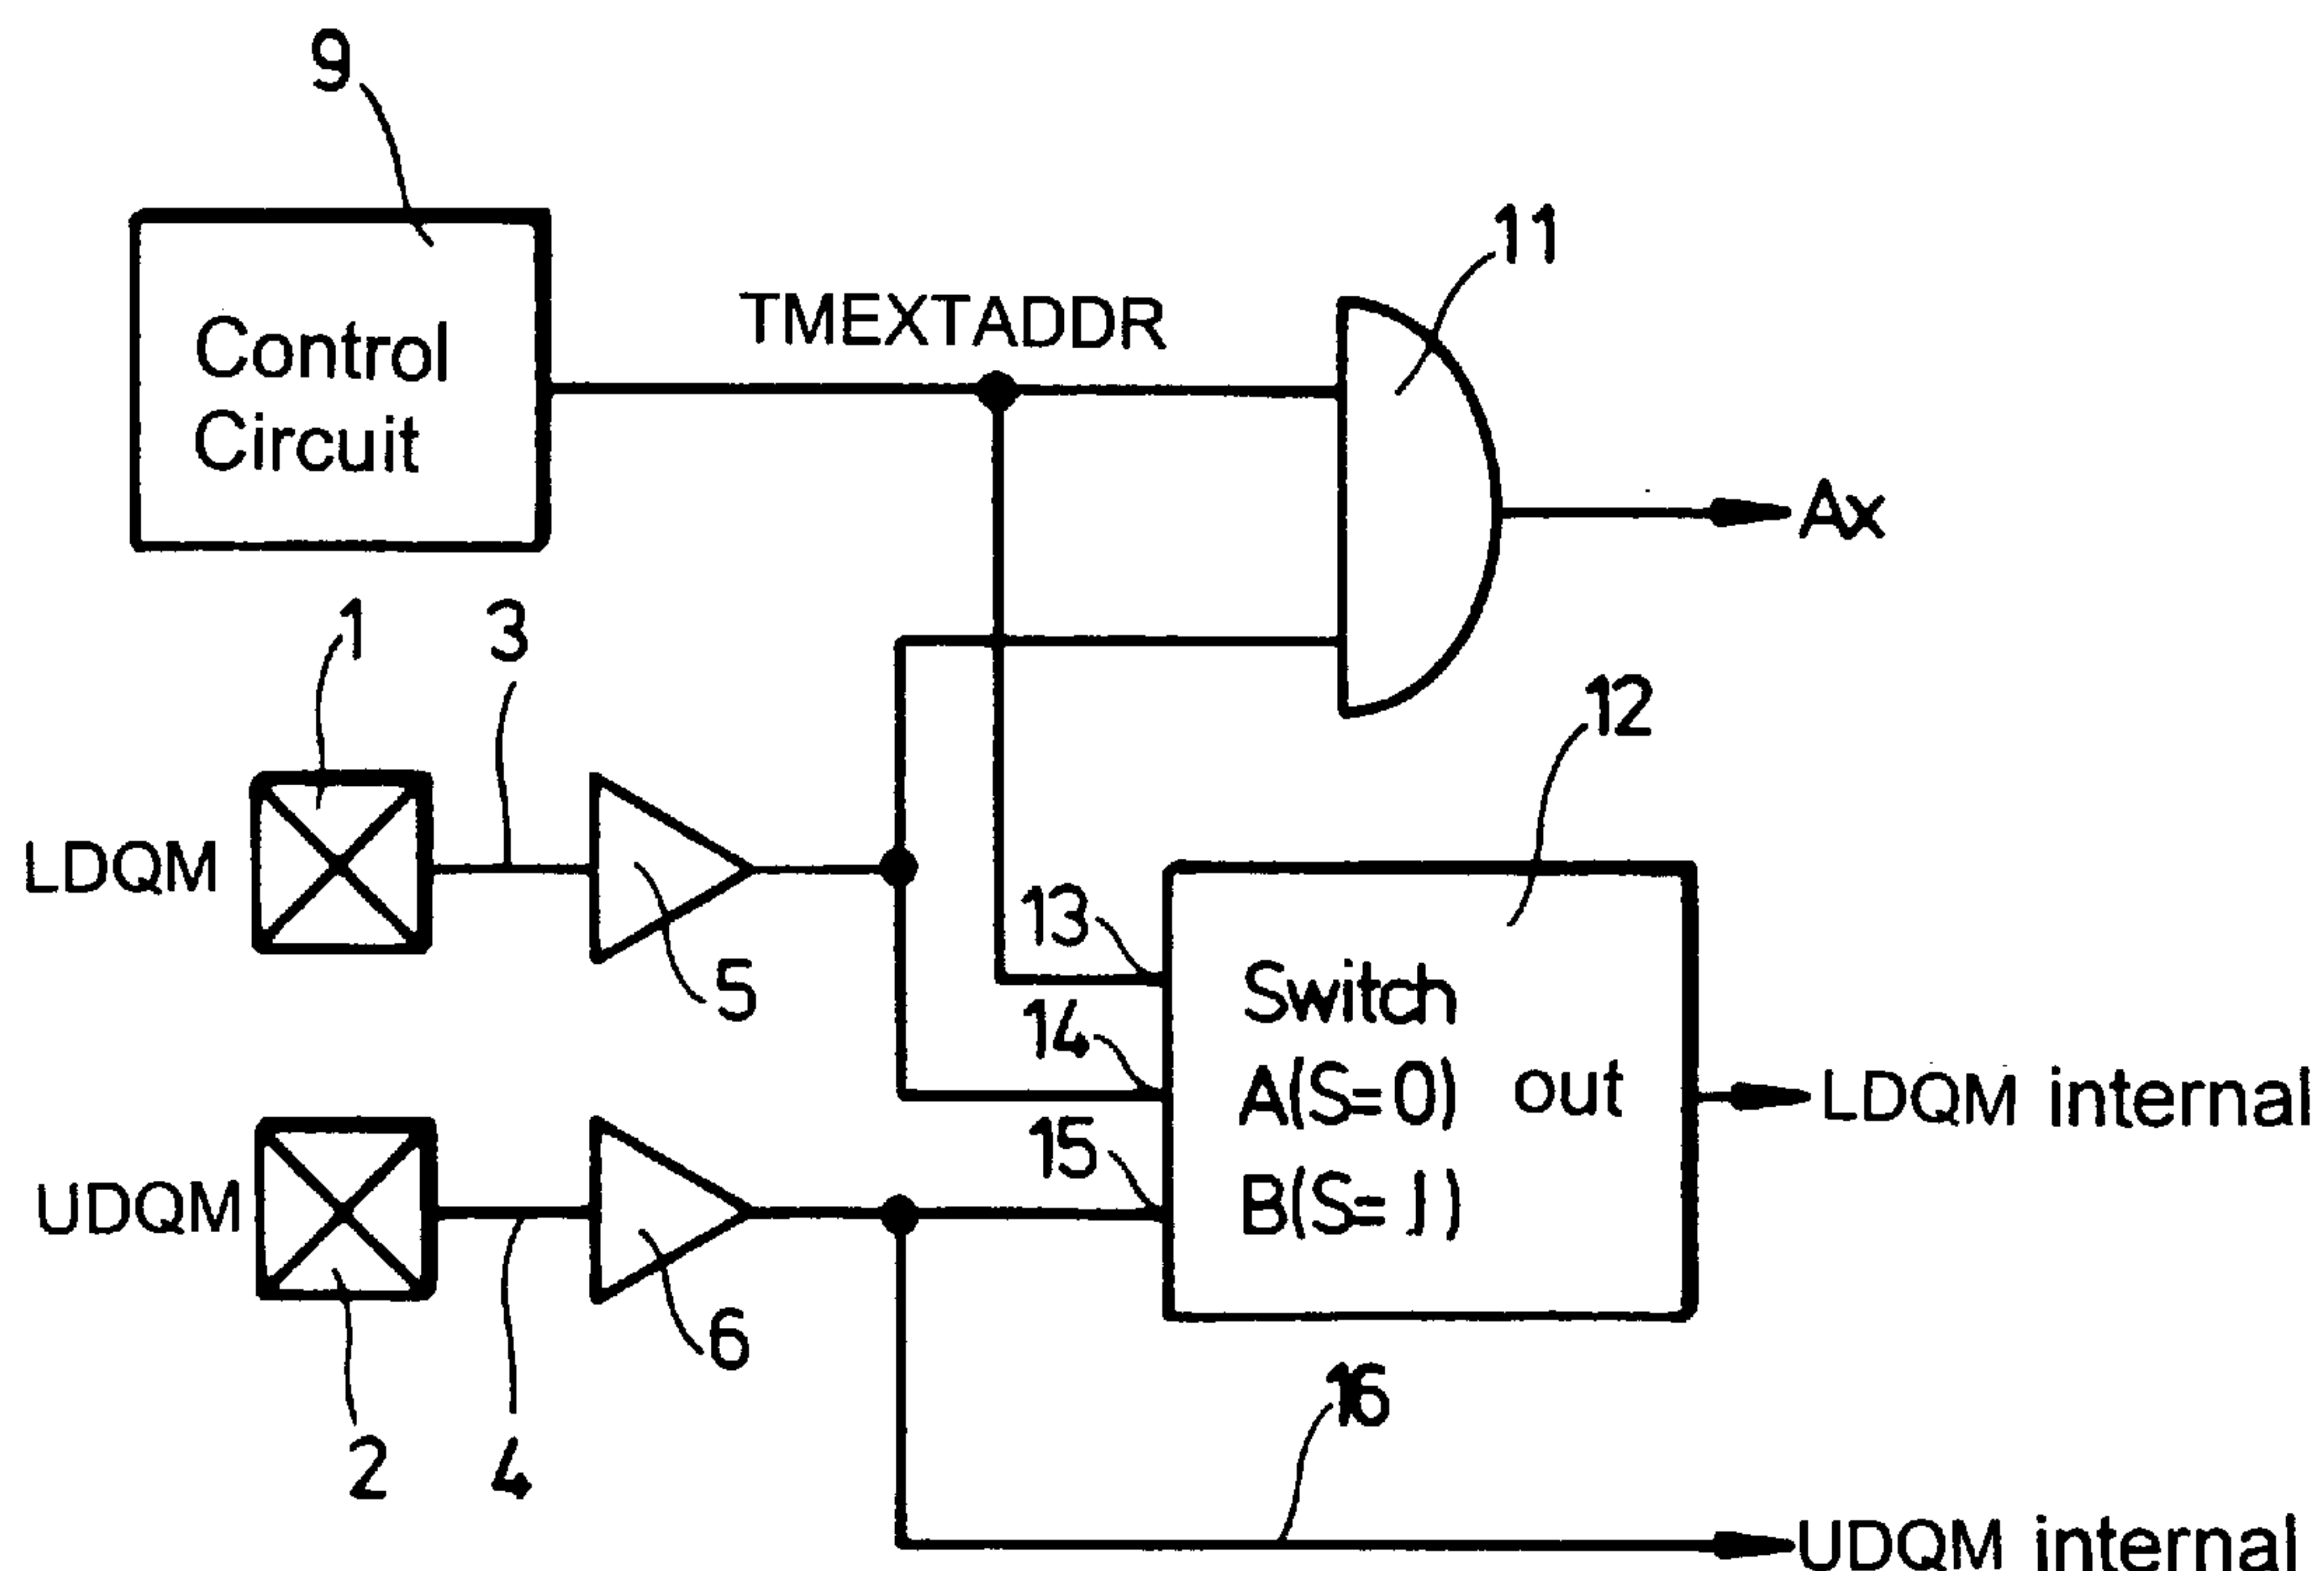 9
Control
Circuit
TMEXTADDR
11
Ax
1
3
12
LDQM
5
13
14
15
Switch
A(S=0) out
B(S=1)
LDQM internal
UDQM
6
2
4
16
UDQM internal